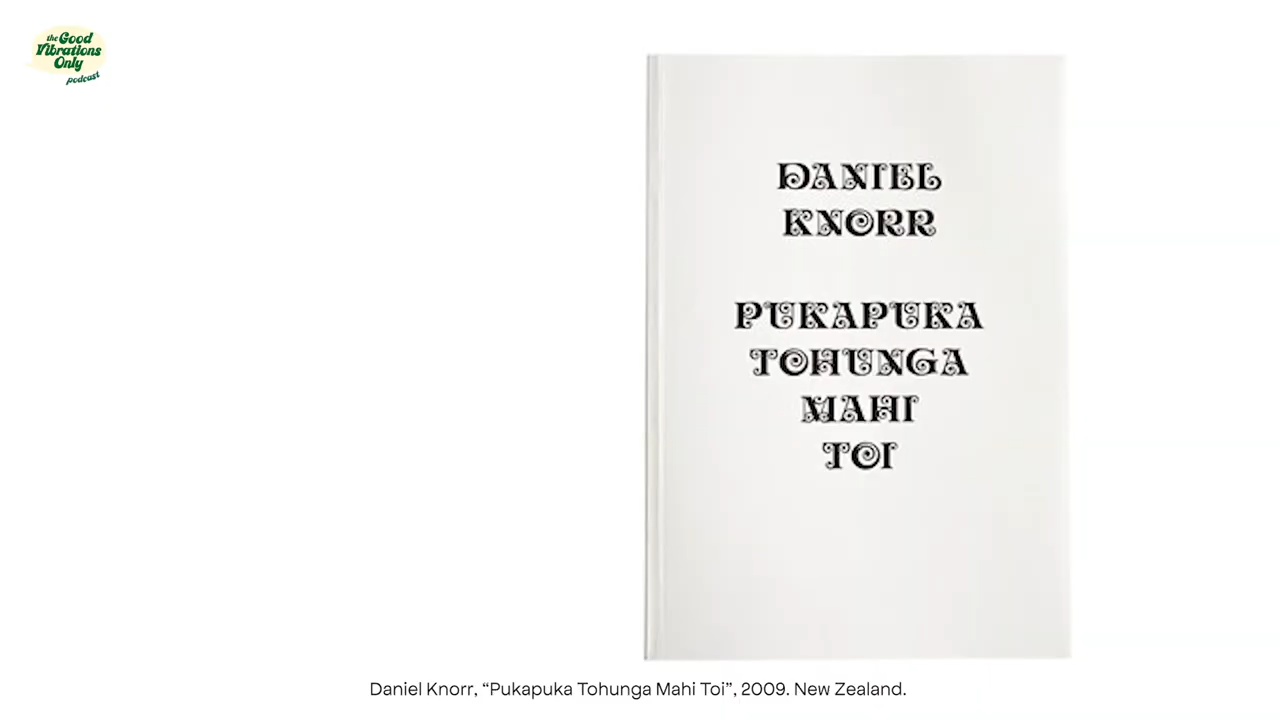 the Good
Vibrations
Only
podcast
DANIEL
KNORR
PUKAPUKA
TOHUNGA
MAHI
TOI
Daniel Knorr, “Pukapuka Tohunga Mahi Toi”, 2009. New Zealand.